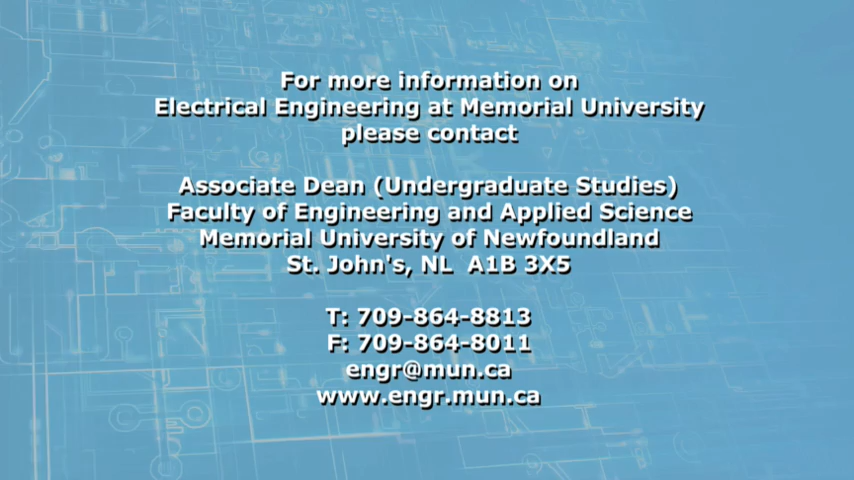 For more information on
Electrical Engineering at Memorial University
please contact
Associate Dean (Undergraduate Studies)
Faculty of Engineering and Applied Science
Memorial University of Newfoundland
St. John's, NL  A1B 3X5
T: 709-864-8813
F: 709-864-8011
engr@mun.ca
www.engr.mun.ca